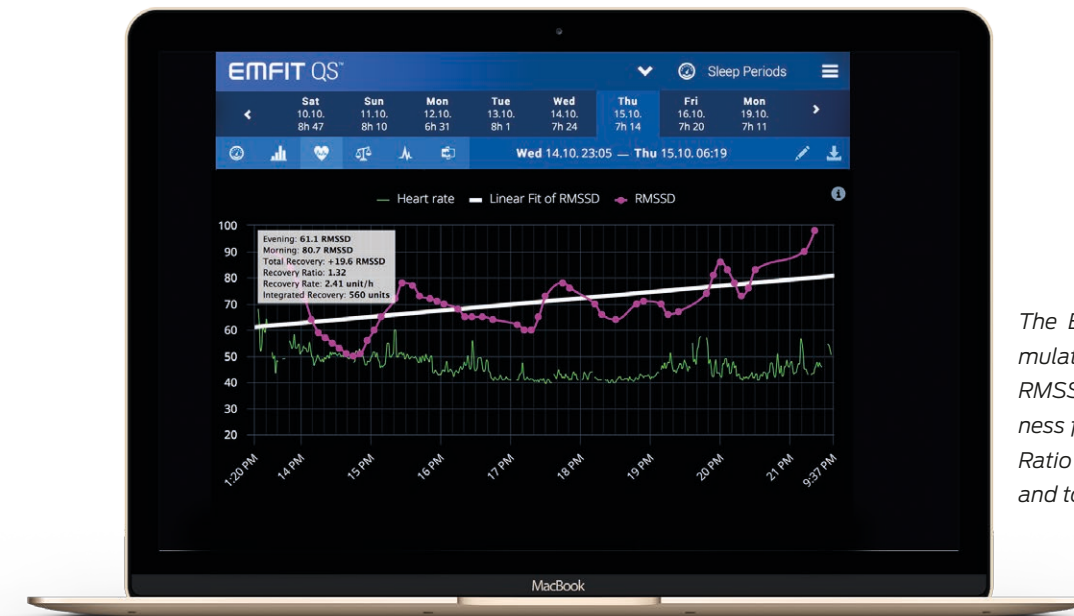 EMFIT QS™
Sleep Periods
Sat Sun Mon Tue Wed Thu Fri Mon
10.10. 11.10. 12.10. 13.10. 14.10. 15.10. 16.10. 19.10.
8h 47 8h 10 6h 31 8h 1 7h 24 7h 14 7h 20 7h 11
Wed 14.10. 23:05 — Thu 15.10. 06:19
Heart rate Linear Fit of RMSSD RMSSD
100
90
80
70
60
50
40
30
20
Evening: 61.1 RMSSD
Morning: 80.7 RMSSD
Total Recovery: +19.6 RMSSD
Recovery Ratio: 1.32
Recovery Rate: 2.41 unit/h
Integrated Recovery: 560 units
1:20 PM 14 PM 15 PM 16 PM 17 PM 18 PM 19 PM 20 PM 21 PM 9:37 PM
MacBook
The E
mulat
RMSS
ness f
Ratio
and to